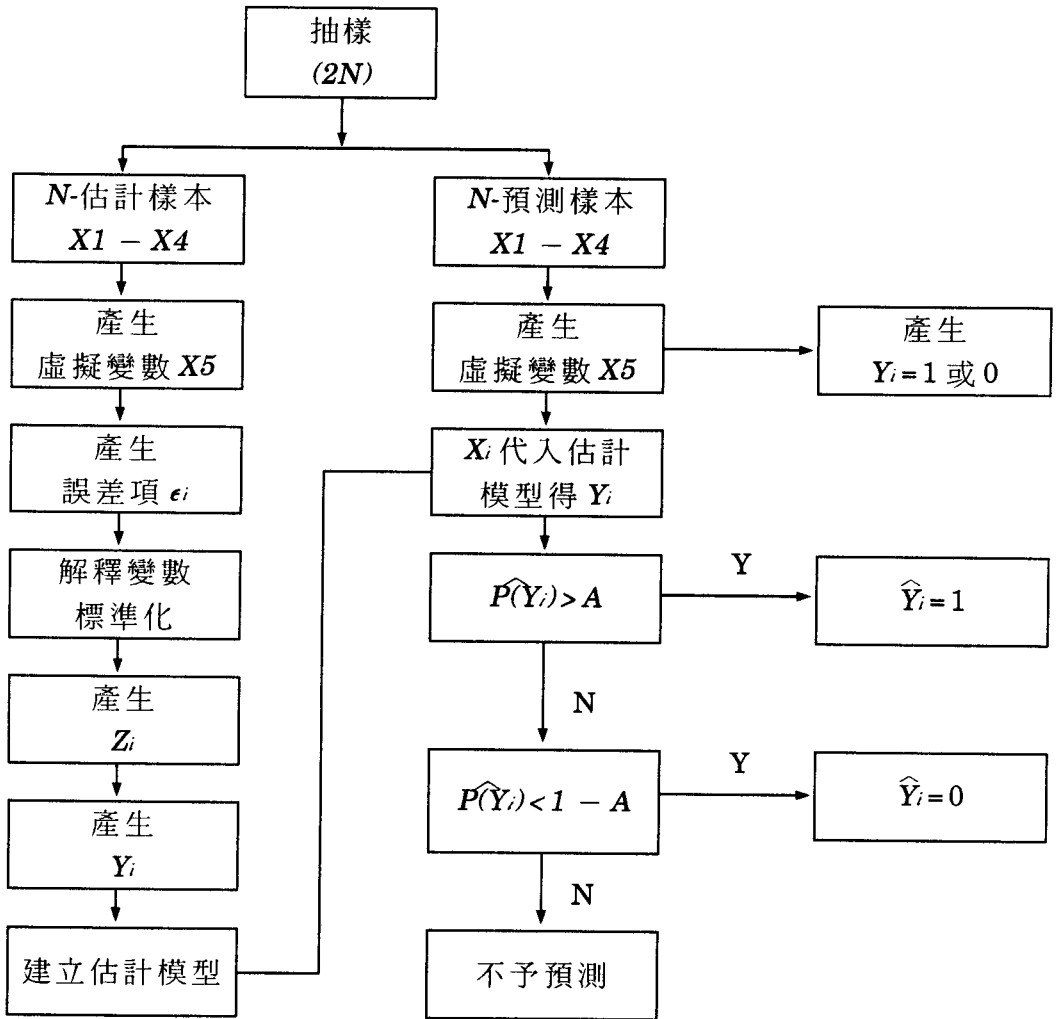 抽樣
(2N)
N-估計樣本
X1 - X4
產生
虛擬變數 X5
產生
誤差項 ϵi
解釋變數
標準化
產生
Zi
產生
Yi
建立估計模型
N-預測樣本
X1 - X4
產生
虛擬變數 X5
產生
Yi=1 或 0
Xi 代入估計
模型得 Yi
P̂(Yi)>A
Y
Ŷi=1
N
P̂(Yi)<1 - A
Y
Ŷi=0
N
不予預測